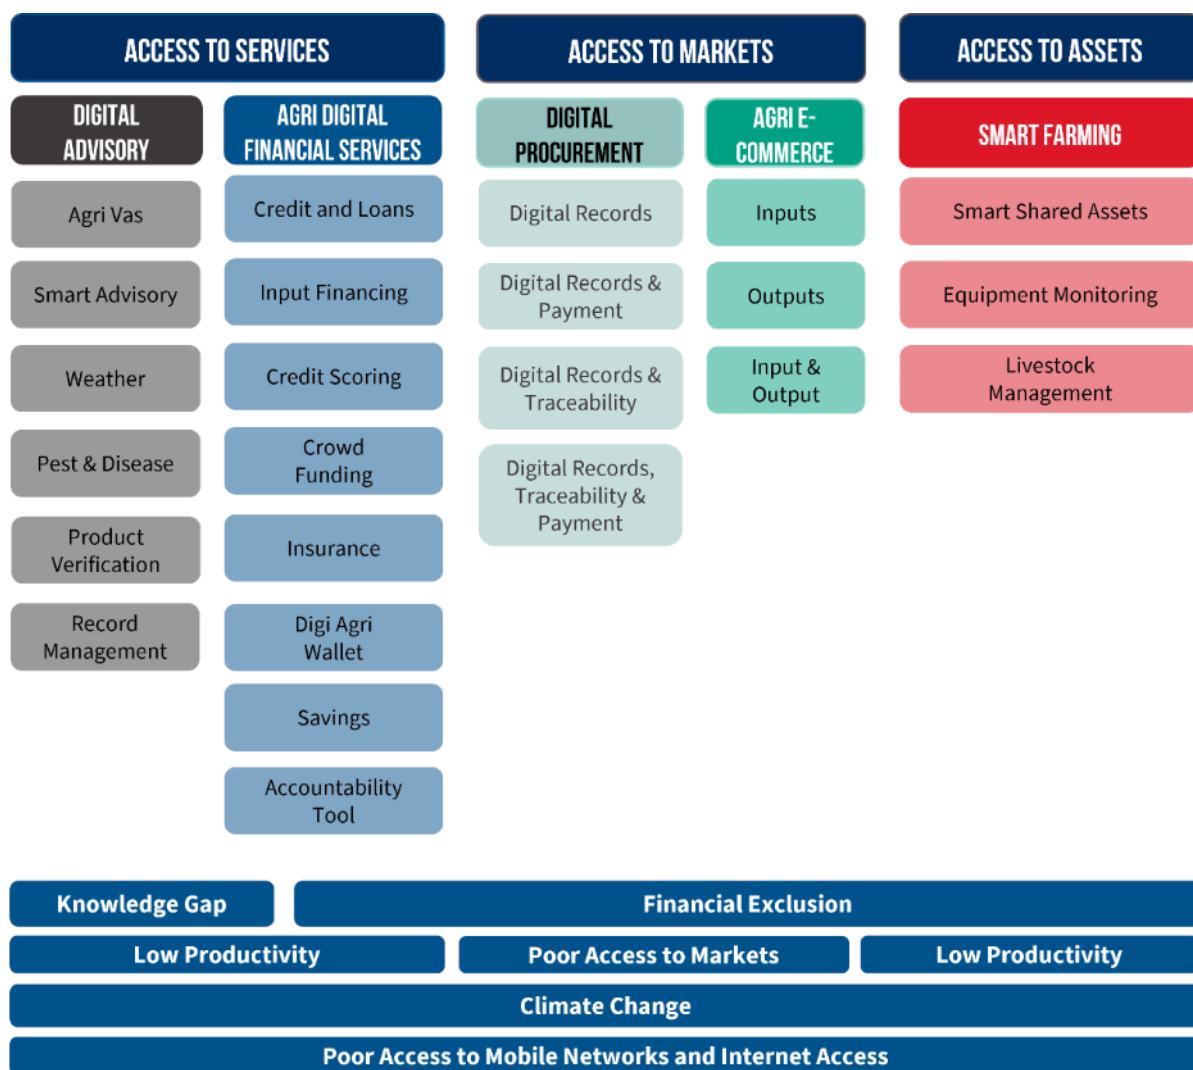 ACCESS TO SERVICES
ACCESS TO MARKETS
ACCESS TO ASSETS
DIGITAL
ADVISORY
AGRI DIGITAL
FINANCIAL SERVICES
DIGITAL
PROCUREMENT
AGRI E-
COMMERCE
SMART FARMING
Agri Vas
Smart Advisory
Weather
Pest & Disease
Product
Verification
Record
Management
Credit and Loans
Input Financing
Credit Scoring
Crowd
Funding
Insurance
Digi Agri
Wallet
Savings
Accountability
Tool
Digital Records
Digital Records &
Payment
Digital Records &
Traceability
Digital Records,
Traceability &
Payment
Inputs
Outputs
Input &
Output
Smart Shared Assets
Equipment Monitoring
Livestock
Management
Knowledge Gap
Financial Exclusion
Low Productivity
Poor Access to Markets
Low Productivity
Climate Change
Poor Access to Mobile Networks and Internet Access